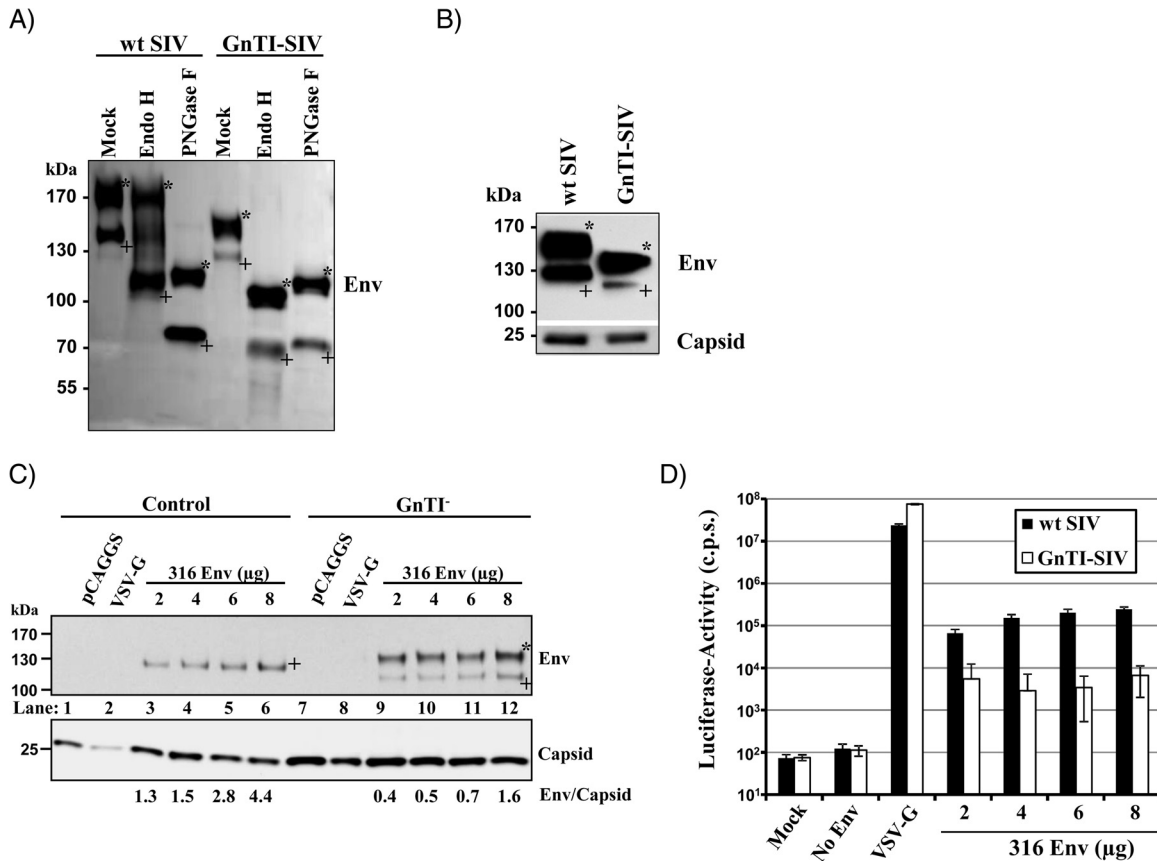 A)
wt SIV GnTI-SIV
Mock Endo H PNGase F Mock Endo H PNGase F
kDa
170 * * *
+ +
130
* * * Env
100 +
+
70 + +
55
B)
wt SIV GnTI-SIV
kDa
170 *
* Env
130
+ +
100
25 Capsid
C)
Control GnTI-
pCAGGS VSV-G 316 Env (µg) pCAGGS VSV-G 316 Env (µg)
2 4 6 8 2 4 6 8
kDa
170
*
130 + Env
100 +
Lane: 1 2 3 4 5 6 7 8 9 10 11 12
25 Capsid
1.3 1.5 2.8 4.4 0.4 0.5 0.7 1.6 Env/Capsid
D)
Luciferase-Activity (c.p.s.)
10⁸
10⁷
10⁶
10⁵
10⁴
10³
10²
10¹
wt SIV
GnTI-SIV
Mock No Env VSV-G 2 4 6 8
316 Env (µg)